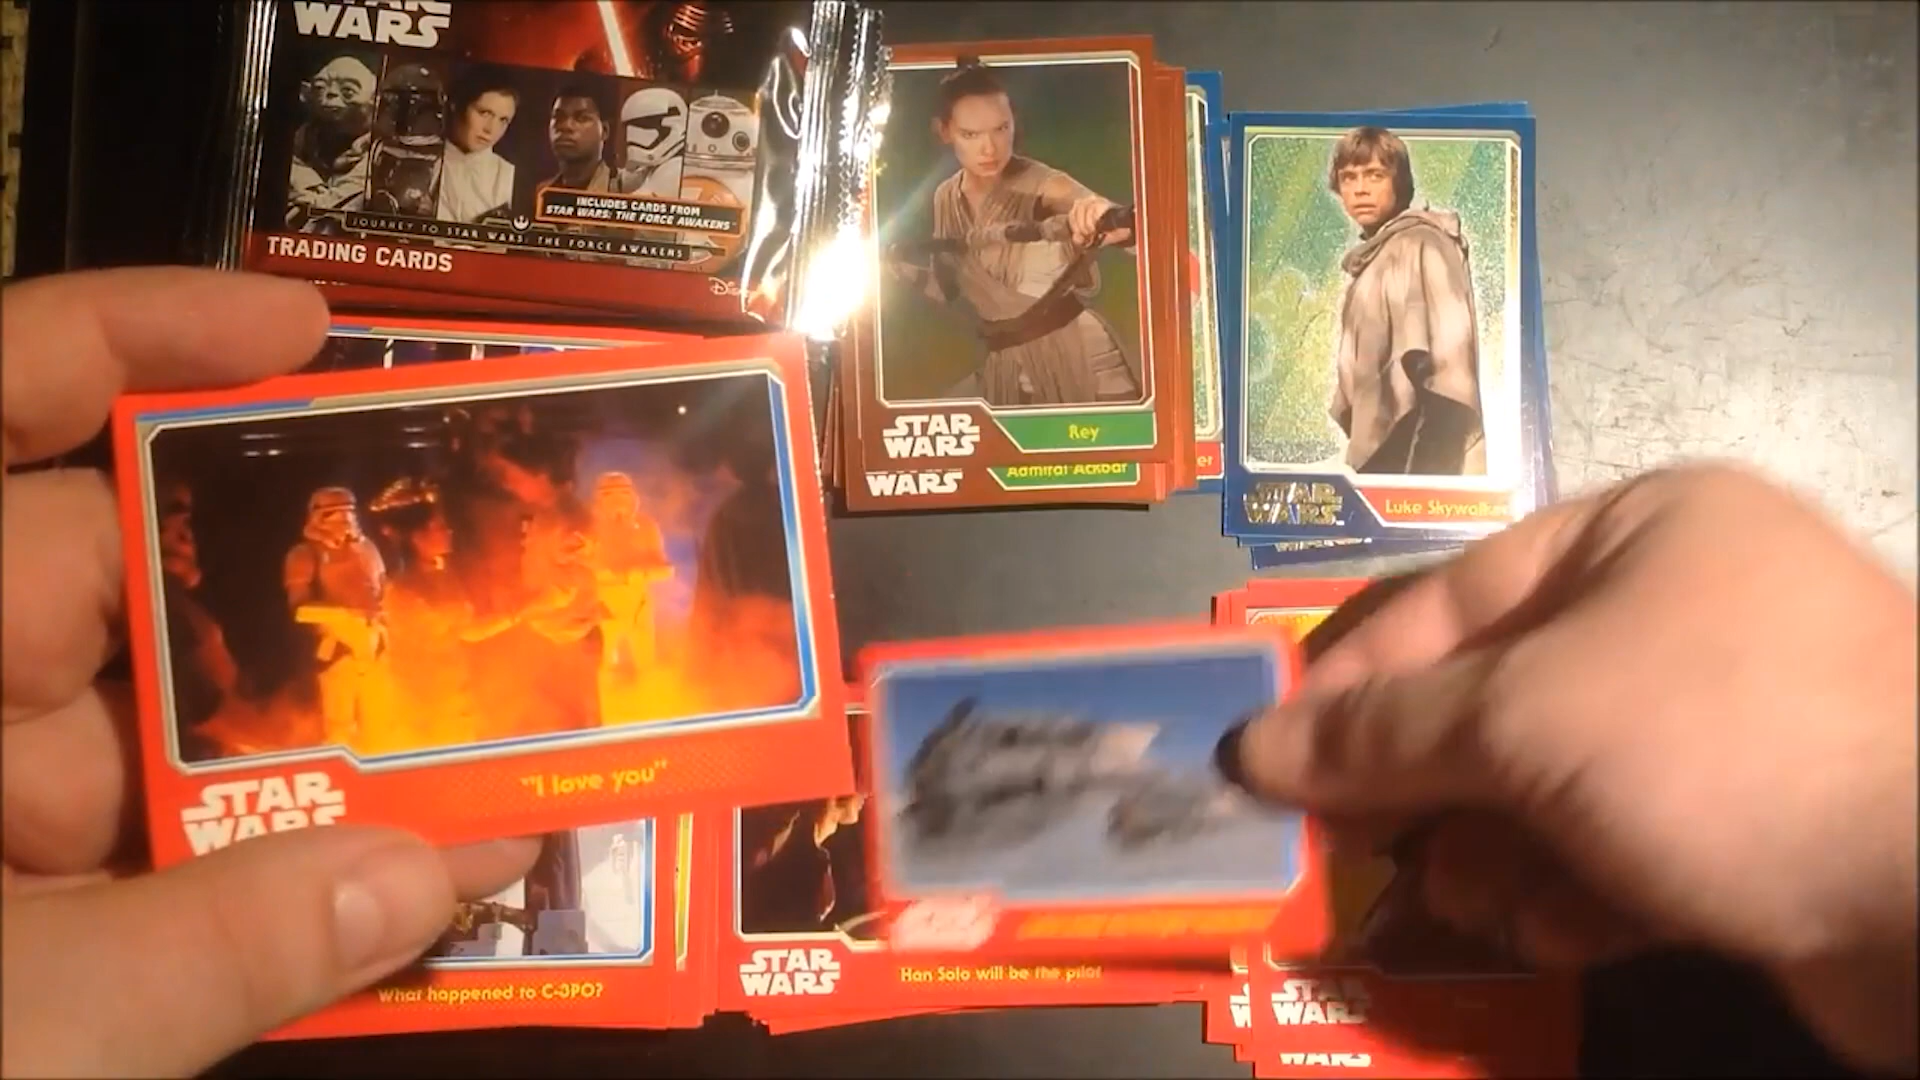 STAR
WARS
INCLUDES CARDS FROM
STAR WARS: THE FORCE AWAKENS
JOURNEY TO STAR WARS: THE FORCE AWAKENS
TRADING CARDS
Disney
STAR
WARS
Rey
WARS
Admiral Ackbar
er
STAR
WARS
Luke Skywalker
STAR
WARS
"I love you"
What happened to C-3PO?
STAR
WARS
Han Solo will be the pilot
STAR
WARS
WARS